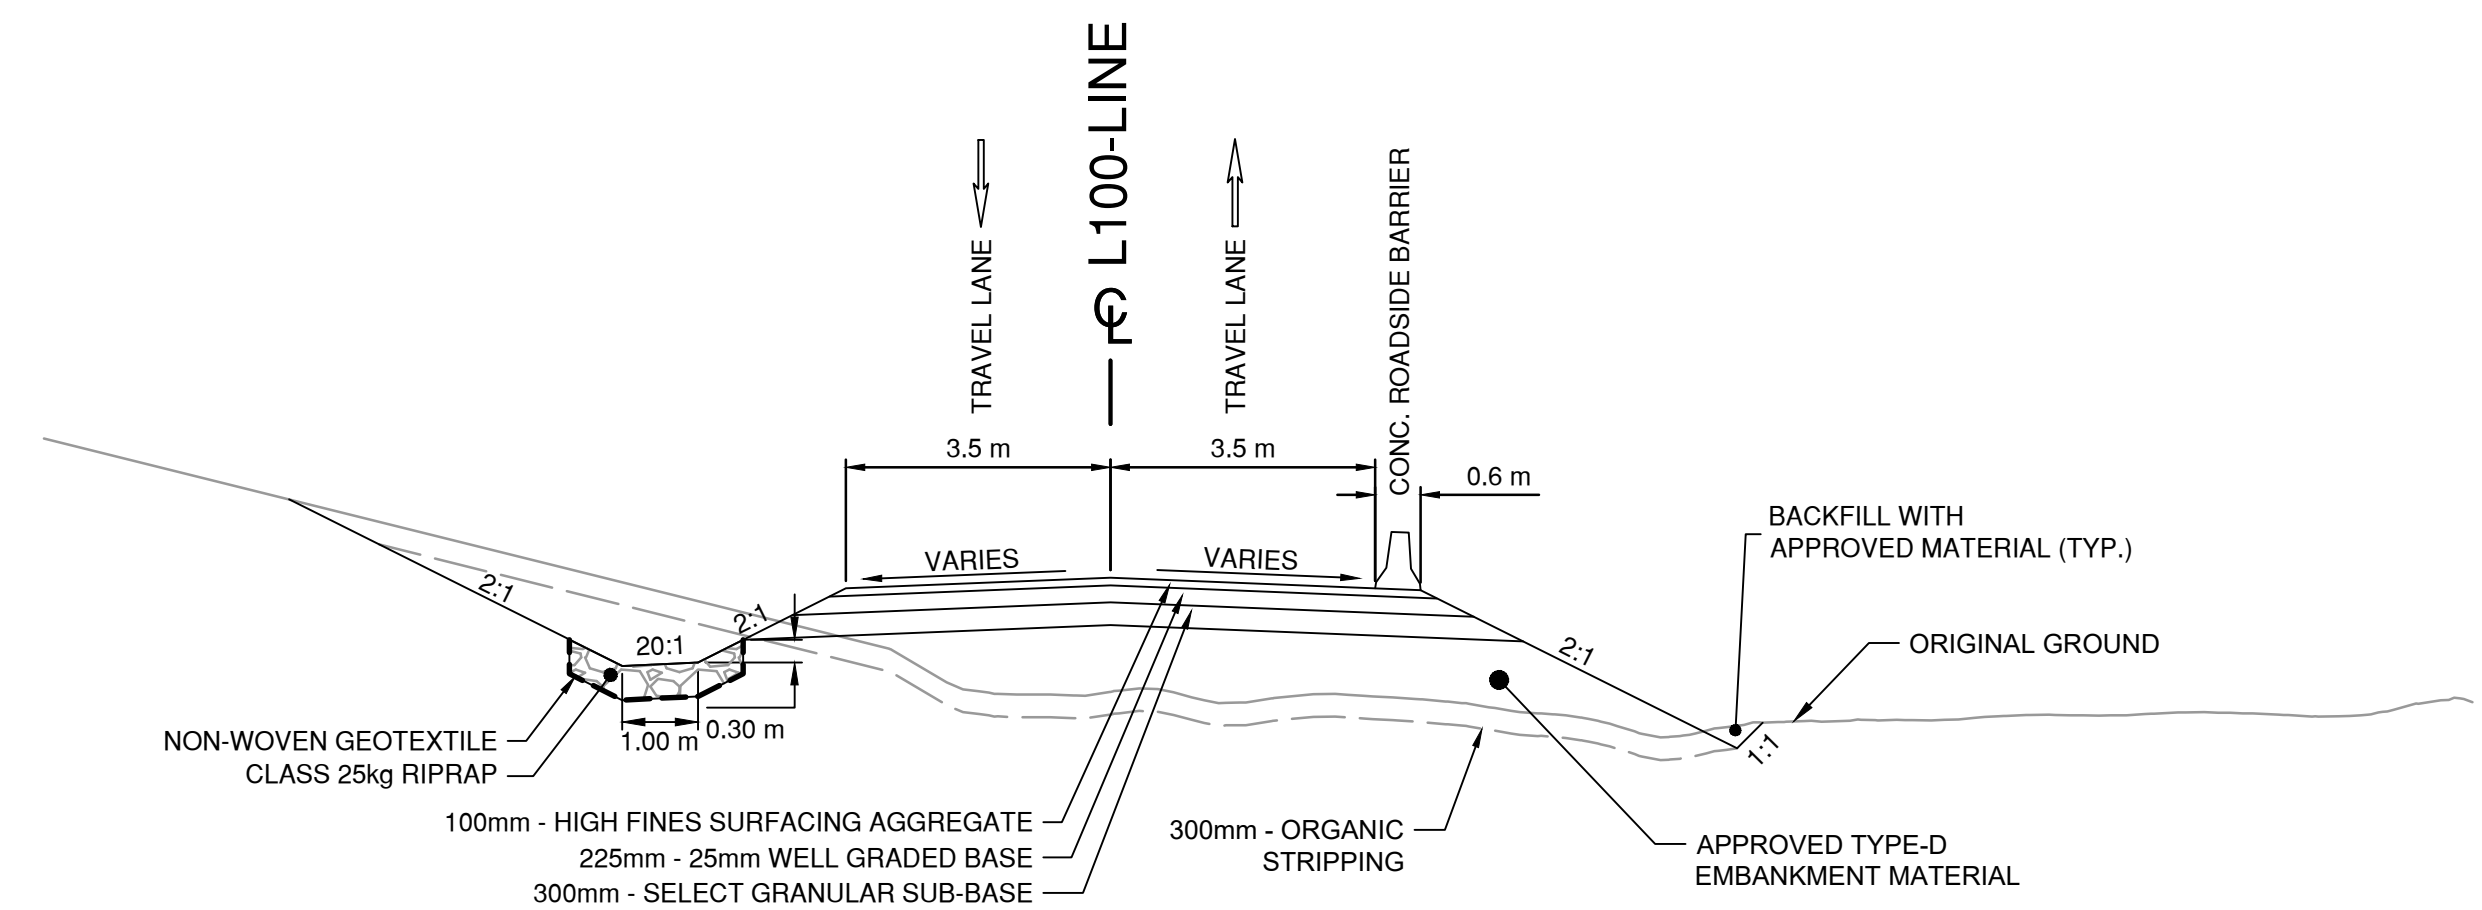 ℄ L100-LINE
TRAVEL LANE
TRAVEL LANE
CONC. ROADSIDE BARRIER
3.5 m
3.5 m
0.6 m
VARIES
VARIES
2:1
20:1
2:1
2:1
1:1
1.00 m
0.30 m
BACKFILL WITH
APPROVED MATERIAL (TYP.)
ORIGINAL GROUND
NON-WOVEN GEOTEXTILE
CLASS 25kg RIPRAP
100mm - HIGH FINES SURFACING AGGREGATE
225mm - 25mm WELL GRADED BASE
300mm - SELECT GRANULAR SUB-BASE
300mm - ORGANIC
STRIPPING
APPROVED TYPE-D
EMBANKMENT MATERIAL